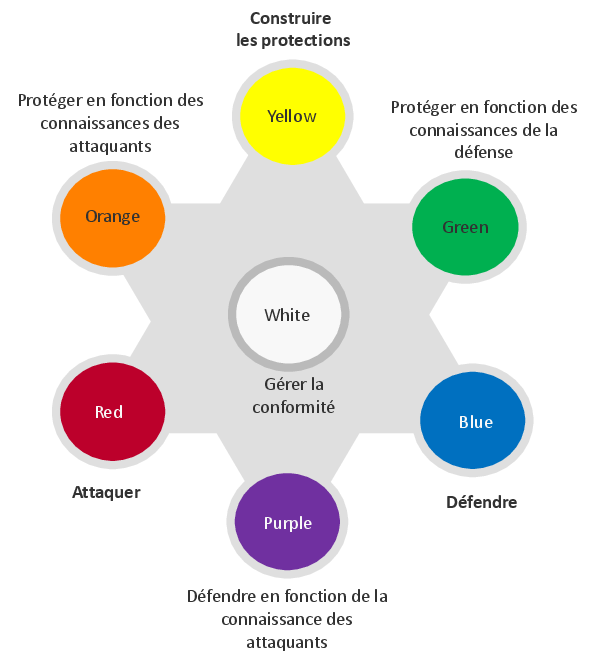 Construire
les protections
Yellow
Protéger en fonction des
connaissances des
attaquants
Orange
Protéger en fonction des
connaissances de la
défense
Green
White
Gérer la
conformité
Red
Attaquer
Blue
Défendre
Purple
Défendre en fonction de la
connaissance des
attaquants